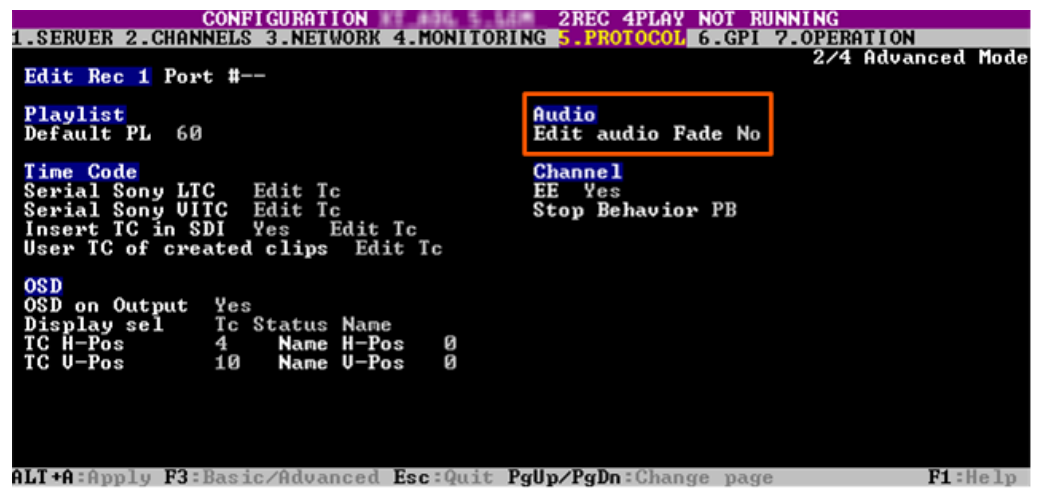 CONFIGURATION 2REC 4PLAY NOT RUNNING
1.SERVER 2.CHANNELS 3.NETWORK 4.MONITORING 5.PROTOCOL 6.GPI 7.OPERATION
2/4 Advanced Mode
Edit Rec 1 Port #--
Playlist
Default PL 60
Audio
Edit audio Fade No
Time Code
Serial Sony LTC Edit Tc
Serial Sony VITC Edit Tc
Insert TC in SDI Yes Edit Tc
User TC of created clips Edit Tc
Channel
EE Yes
Stop Behavior PB
OSD
OSD on Output Yes
Display sel Tc Status Name
TC H-Pos 4 Name H-Pos 0
TC V-Pos 10 Name V-Pos 0
ALT+A:Apply F3:Basic/Advanced Esc:Quit PgUp/PgDn:Change page F1:Help